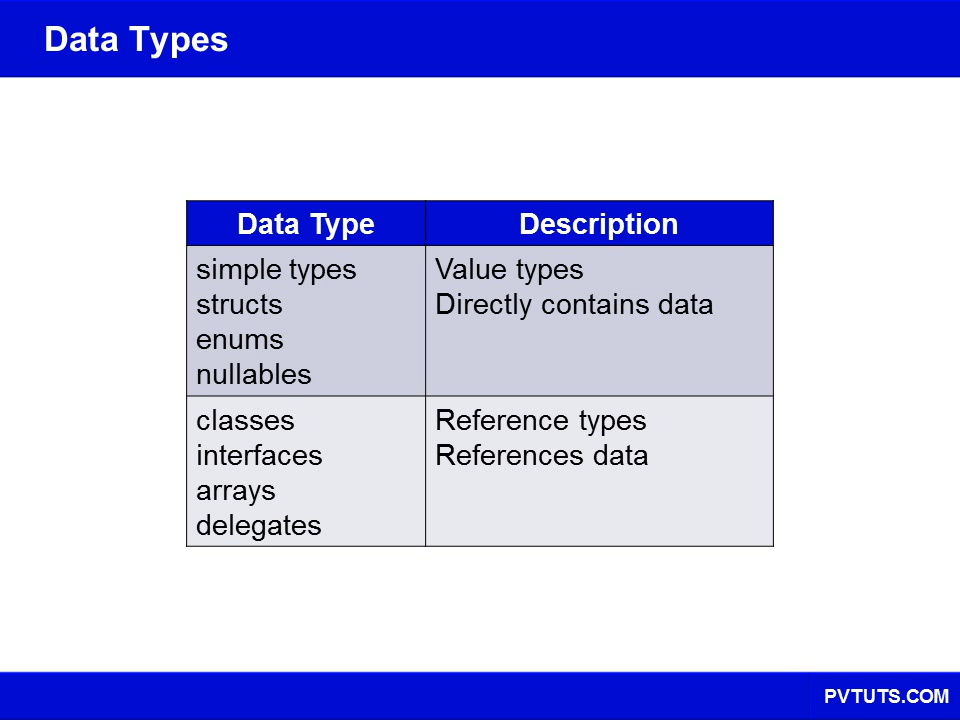 Data Types
Data Type
Description
simple types
structs
enums
nullables
Value types
Directly contains data
classes
interfaces
arrays
delegates
Reference types
References data
PVTUTS.COM